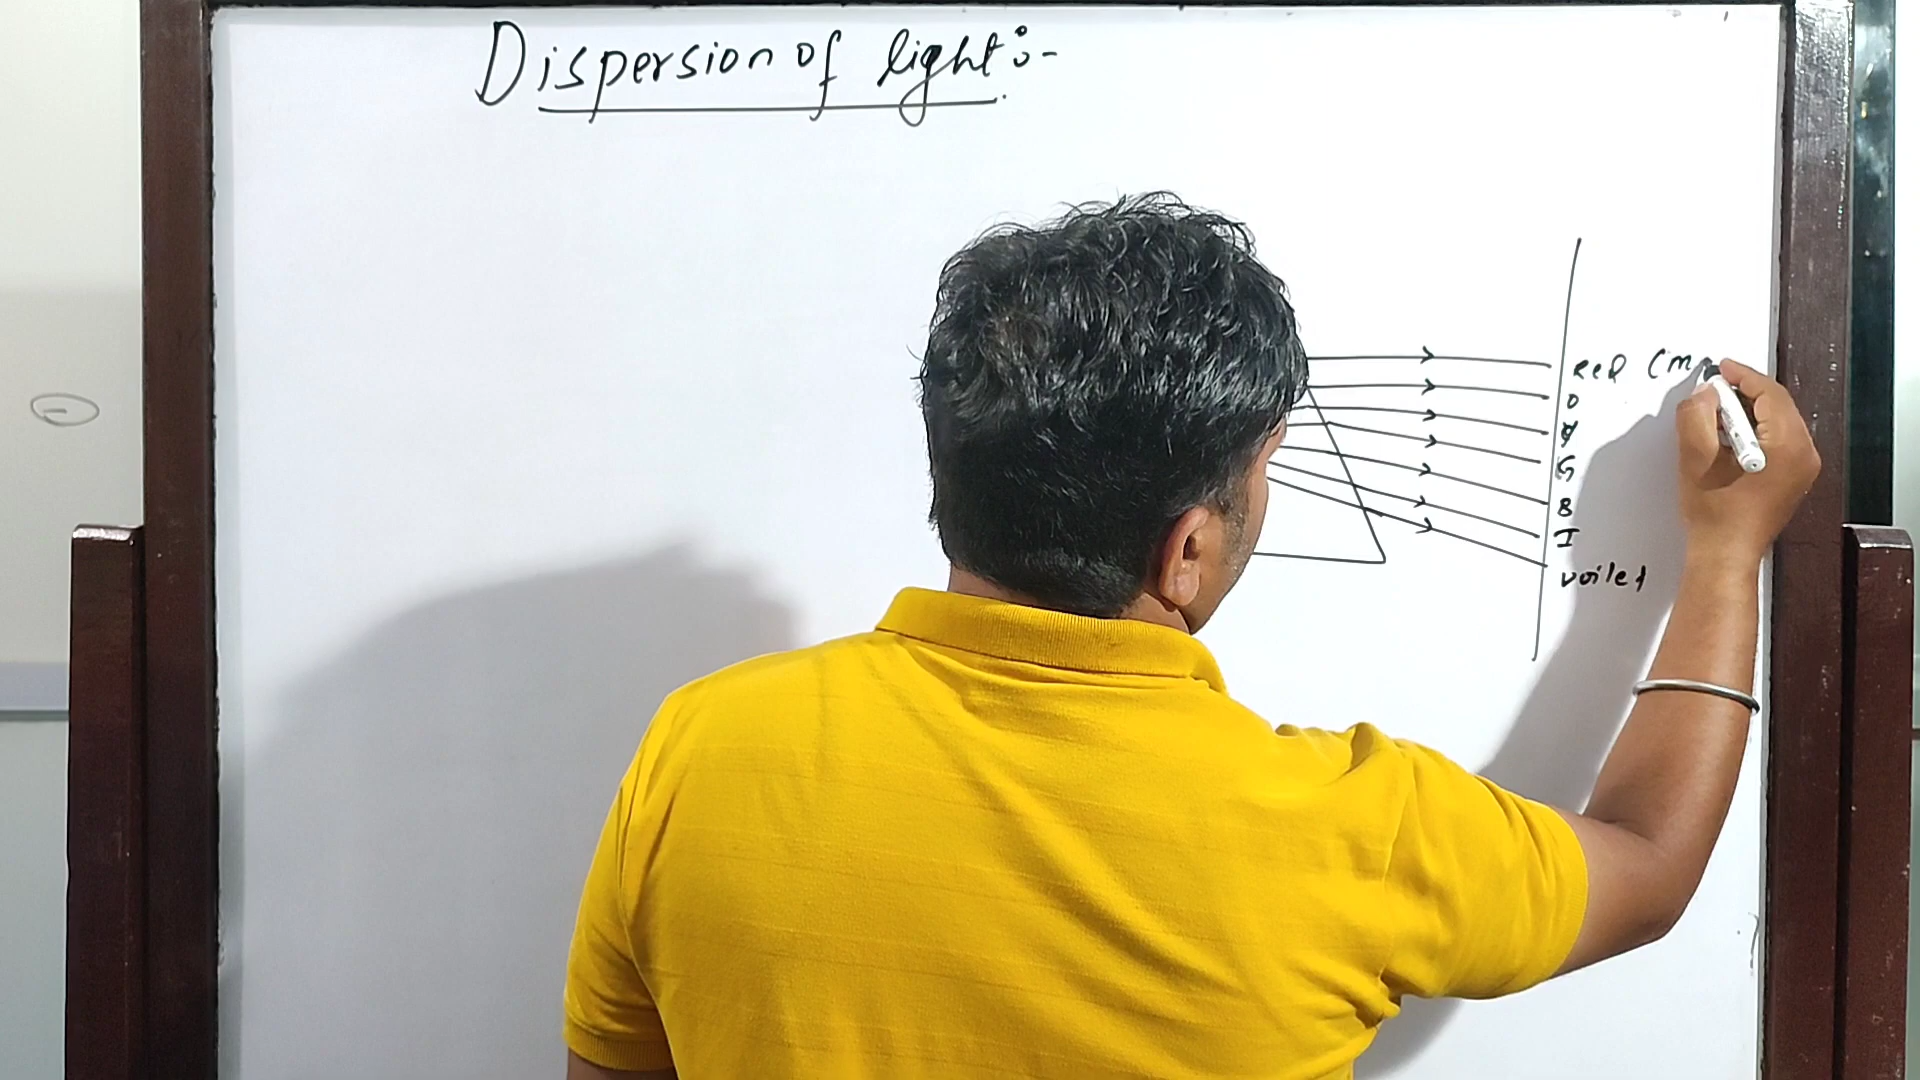 Dispersion of light:-
Red (m
O
Y
G
B
I
voilet